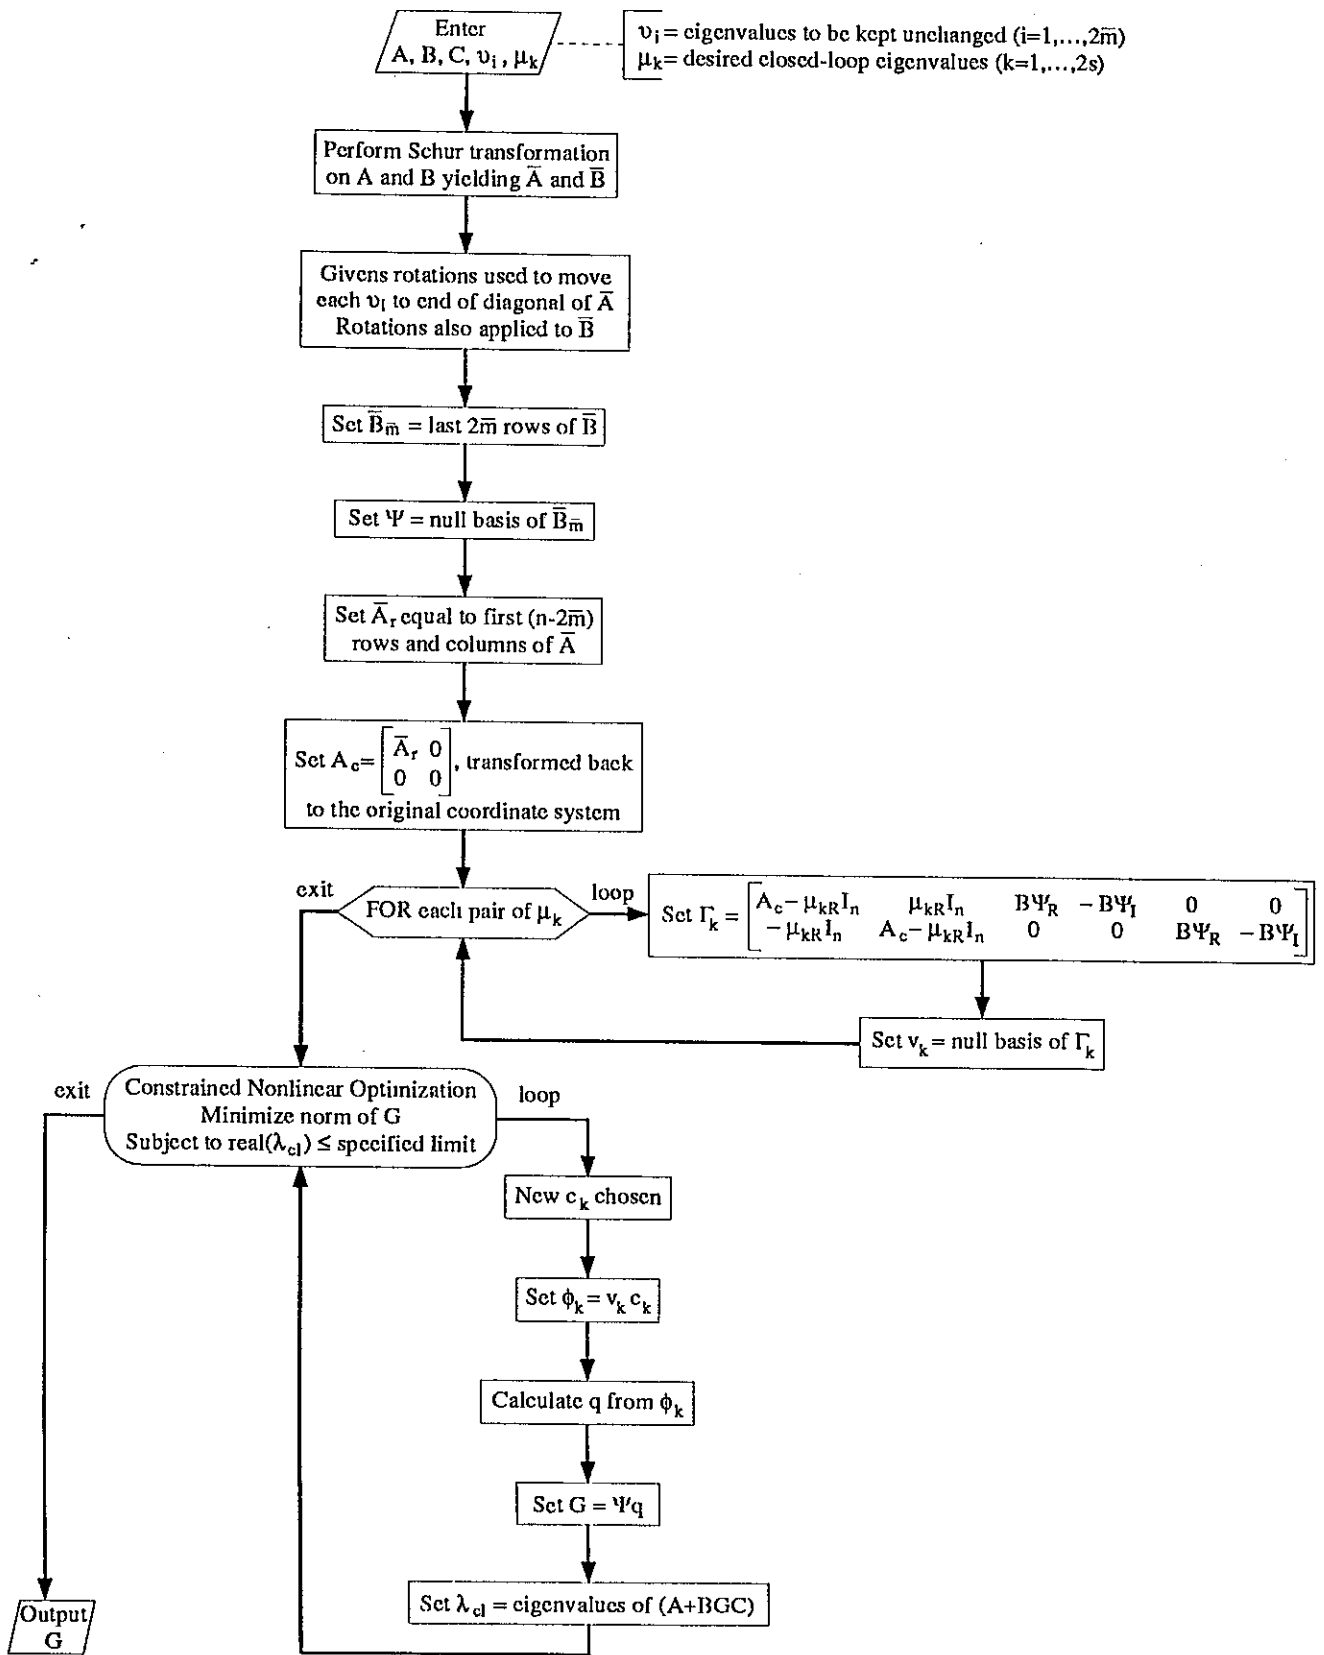 Enter
A, B, C, υi , μk
υi = eigenvalues to be kept unchanged (i=1,...,2m̅)
μk= desired closed-loop eigenvalues (k=1,...,2s)
Perform Schur transformation
on A and B yielding A̅ and B̅
Givens rotations used to move
each υi to end of diagonal of A̅
Rotations also applied to B̅
Set B̅m̅ = last 2m̅ rows of B̅
Set Ψ = null basis of B̅m̅
Set A̅r equal to first (n-2m̅)
rows and columns of A̅
Set Ac= [A̅r 0
0 0] , transformed back
to the original coordinate system
exit
FOR each pair of μk
loop
Set Γk = [Ac – μkRIn μkRIn BΨR – BΨI 0 0
– μkRIn Ac – μkRIn 0 0 BΨR – BΨI]
Set vk = null basis of Γk
exit
Constrained Nonlinear Optimization
Minimize norm of G
Subject to real(λcl) ≤ specified limit
loop
New ck chosen
Set ϕk = vk ck
Calculate q from ϕk
Set G = Ψq
Set λcl = eigenvalues of (A+BGC)
Output
G